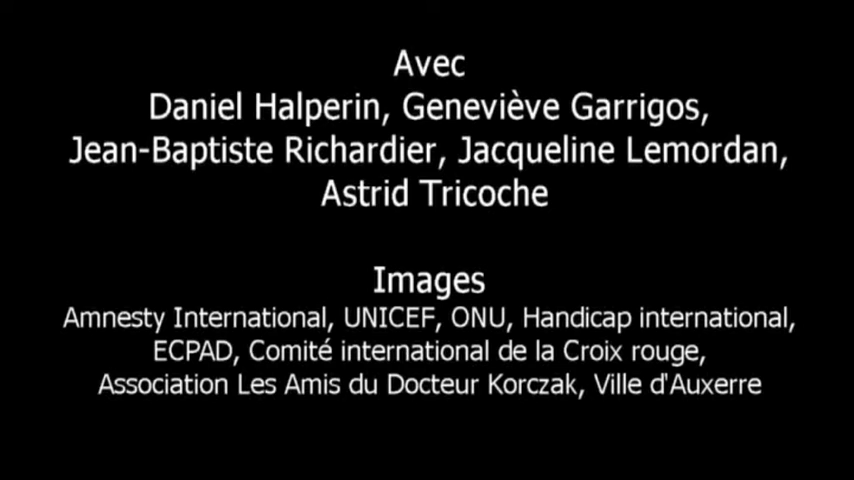 Avec
Daniel Halperin, Geneviève Garrigos,
Jean-Baptiste Richardier, Jacqueline Lemordan,
Astrid Tricoche
Images
Amnesty International, UNICEF, ONU, Handicap international,
ECPAD, Comité international de la Croix rouge,
Association Les Amis du Docteur Korczak, Ville d'Auxerre